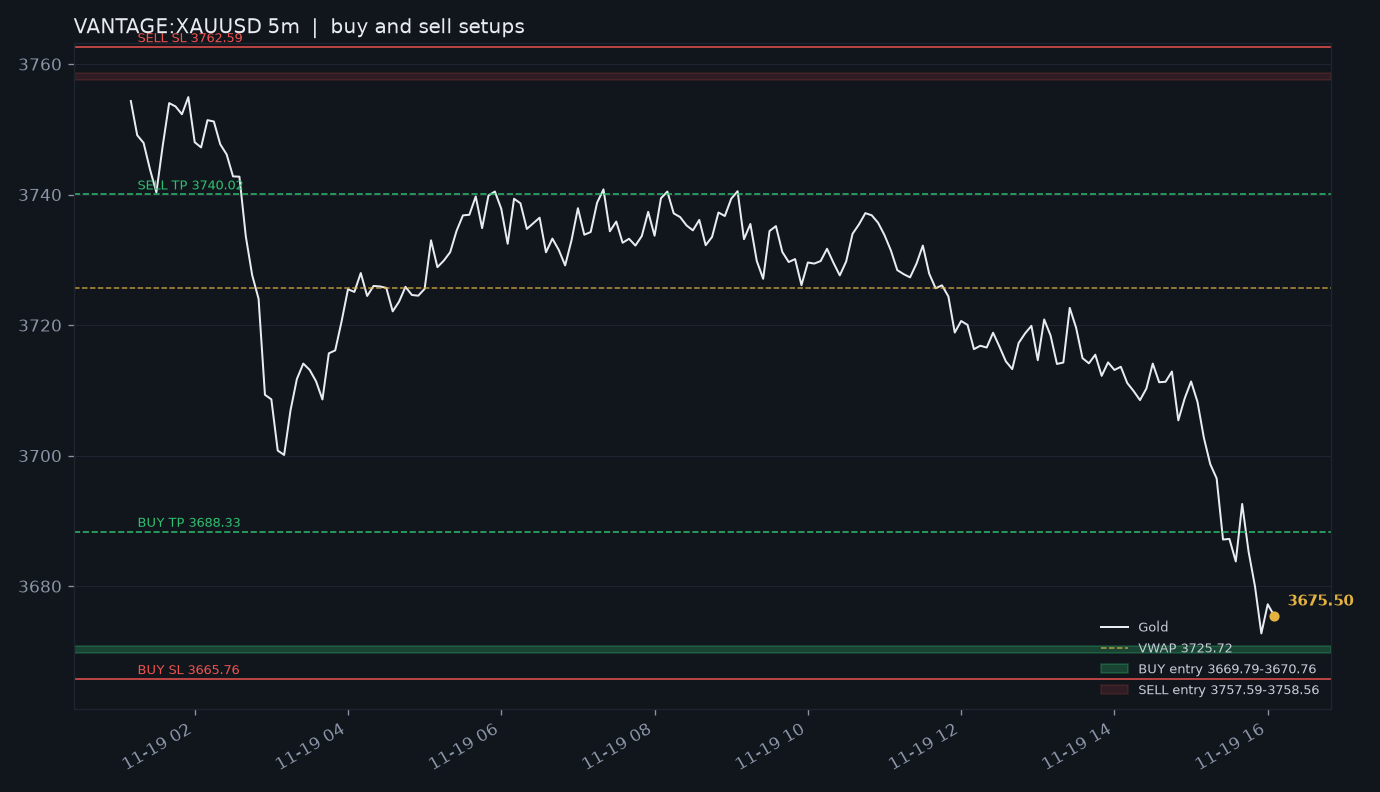 VANTAGE:XAUUSD 5m | buy and sell setups
SELL SL 3762.59
3760
SELL TP 3740.02
3740
3720
3700
BUY TP 3688.33
3680
3675.50
Gold
VWAP 3725.72
BUY SL 3665.76
BUY entry 3669.79-3670.76
SELL entry 3757.59-3758.56
11-19 02
11-19 04
11-19 06
11-19 08
11-19 10
11-19 12
11-19 14
11-19 16